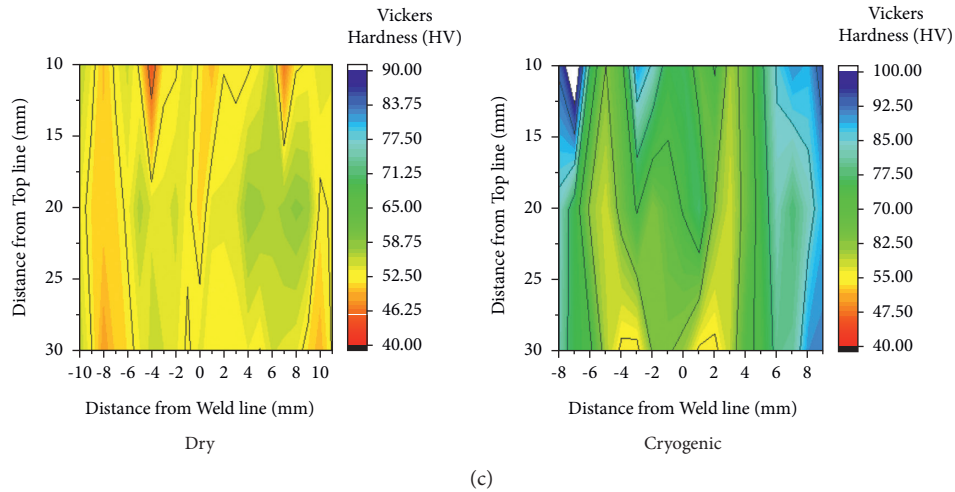 Vickers
Hardness (HV)
10
15
20
25
30
Distance from Top line (mm)
-10 -8 -6 -4 -2 0 2 4 6 8 10
Distance from Weld line (mm)
90.00
83.75
77.50
71.25
65.00
58.75
52.50
46.25
40.00
Dry
Vickers
Hardness (HV)
10
15
20
25
30
Distance from Top line (mm)
-8 -6 -4 -2 0 2 4 6 8
Distance from Weld line (mm)
100.00
92.50
85.00
77.50
70.00
82.50
55.00
47.50
40.00
Cryogenic
(c)